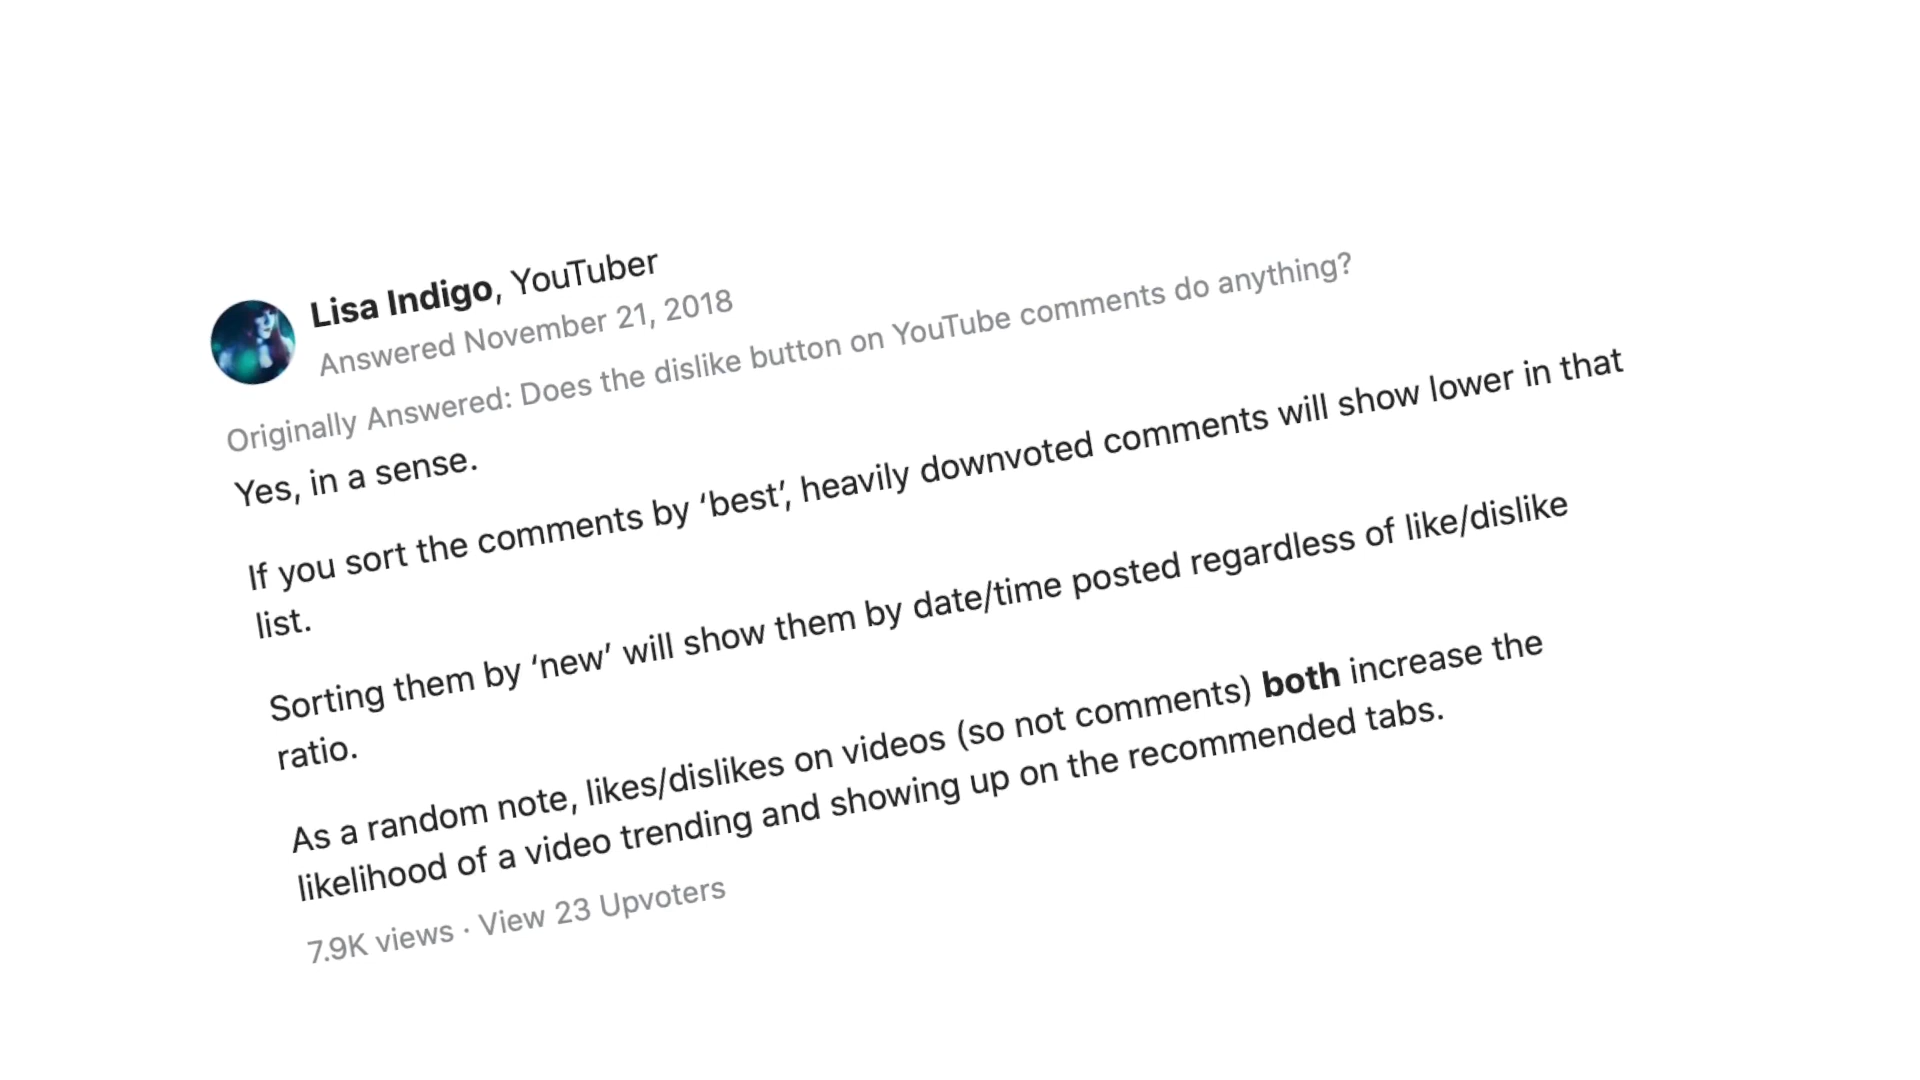 Lisa Indigo, YouTuber
Answered November 21, 2018
Originally Answered: Does the dislike button on YouTube comments do anything?
Yes, in a sense.
If you sort the comments by ‘best’, heavily downvoted comments will show lower in that
list.
Sorting them by ‘new’ will show them by date/time posted regardless of like/dislike
ratio.
As a random note, likes/dislikes on videos (so not comments) both increase the
likelihood of a video trending and showing up on the recommended tabs.
7.9K views · View 23 Upvoters